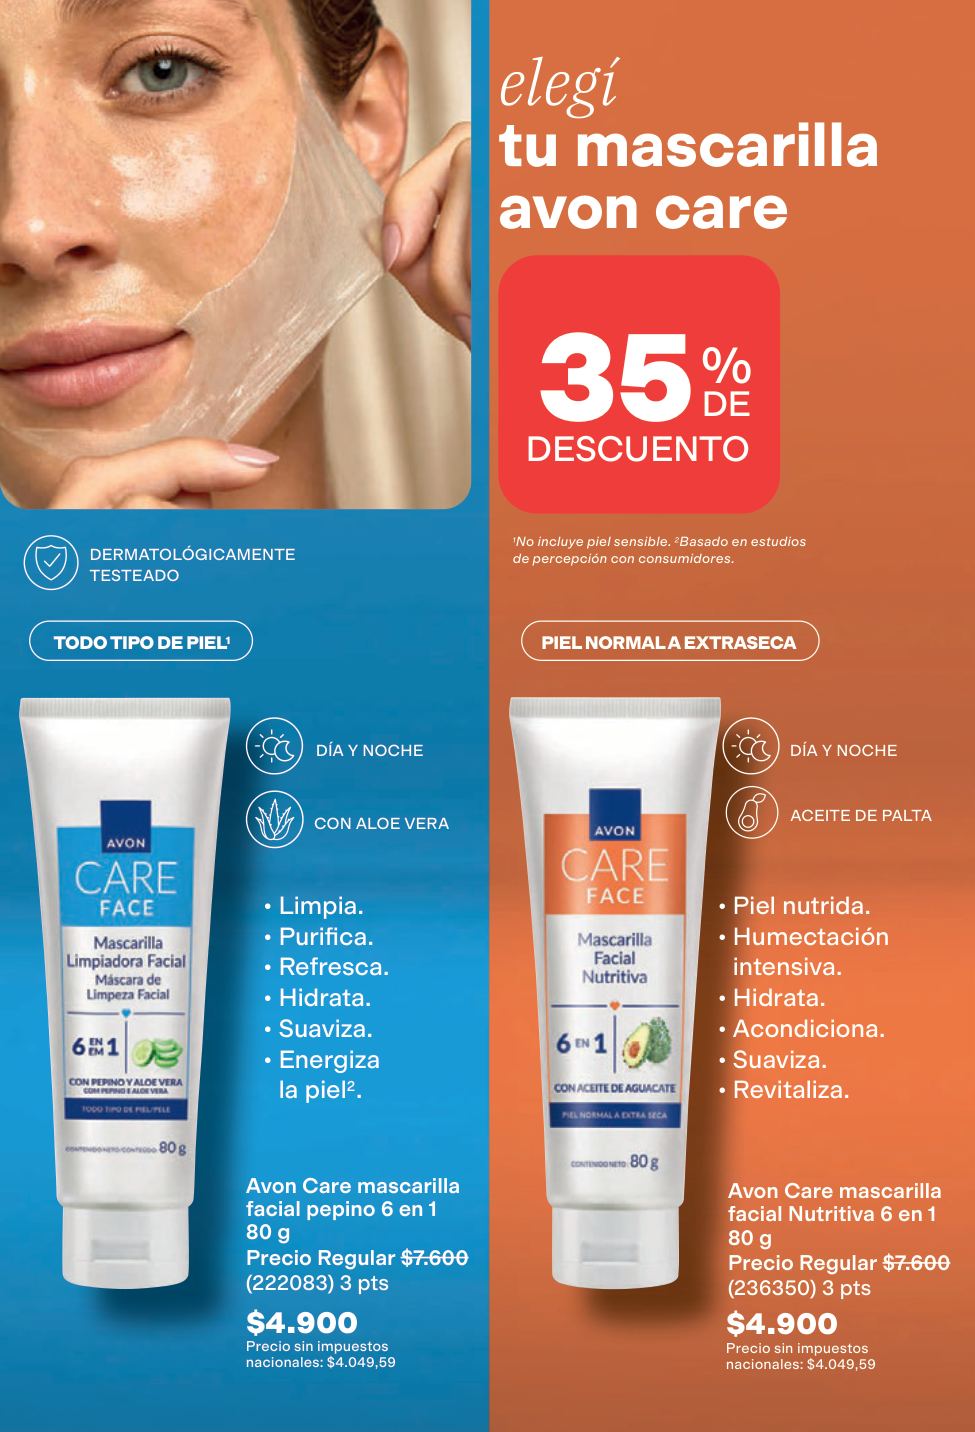 elegí
tu mascarilla
avon care
35%
DE
DESCUENTO
¹No incluye piel sensible. ²Basado en estudios
de percepción con consumidores.
DERMATOLÓGICAMENTE
TESTEADO
TODO TIPO DE PIEL¹
DÍA Y NOCHE
CON ALOE VERA
AVON
CARE
FACE
Mascarilla
Limpiadora Facial
Máscara de
Limpeza Facial
6 EN EM 1
CON PEPINO Y ALOE VERA
COM PEPINO E ALOE VERA
TODO TIPO DE PIEL/PELE
CONTENIDO NETO/CONTEÚDO: 80 g
• Limpia.
• Purifica.
• Refresca.
• Hidrata.
• Suaviza.
• Energiza
la piel².
Avon Care mascarilla
facial pepino 6 en 1
80 g
Precio Regular $7.600
(222083) 3 pts
$4.900
Precio sin impuestos
nacionales: $4.049,59
PIEL NORMAL A EXTRASECA
DÍA Y NOCHE
ACEITE DE PALTA
AVON
CARE
FACE
Mascarilla
Facial
Nutritiva
6 EN 1
CON ACEITE DE AGUACATE
PIEL NORMAL A EXTRA SECA
CONTENIDO NETO: 80 g
• Piel nutrida.
• Humectación
intensiva.
• Hidrata.
• Acondiciona.
• Suaviza.
• Revitaliza.
Avon Care mascarilla
facial Nutritiva 6 en 1
80 g
Precio Regular $7.600
(236350) 3 pts
$4.900
Precio sin impuestos
nacionales: $4.049,59